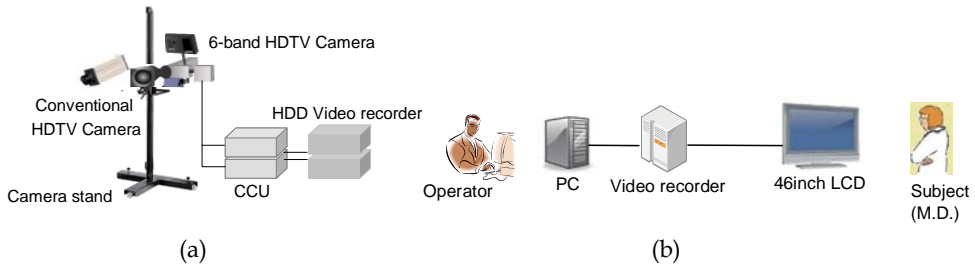 6-band HDTV Camera
Conventional
HDTV Camera
HDD Video recorder
CCU
Camera stand
(a)
Operator
PC
Video recorder
46inch LCD
Subject
(M.D.)
(b)